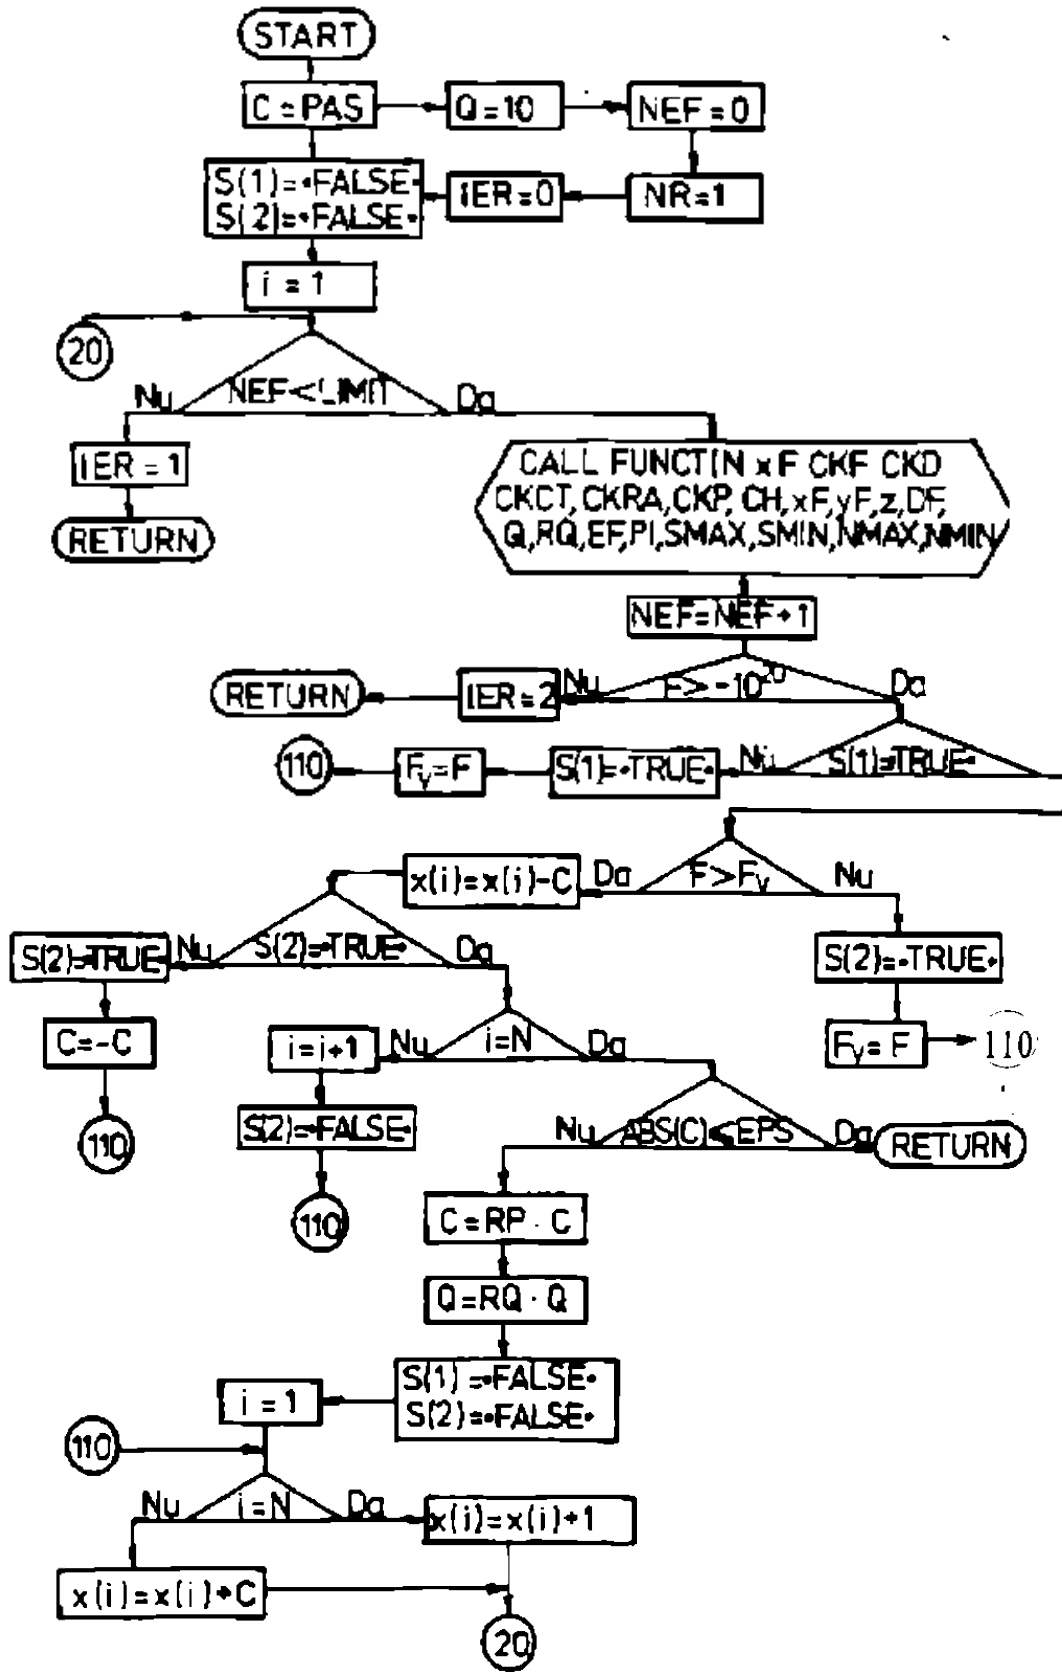 START
C = PAS
Q = 10
NEF = 0
S(1)=•FALSE•
S(2)=•FALSE•
IER=0
NR=1
i = 1
20
NEF<LIMIT
Nu
Da
IER = 1
RETURN
CALL FUNCTIN x F CKF CKD
CKCT, CKRA, CKP, CH, xF, yF, z, DF,
Q, RQ, EF, PI, SMAX, SMIN, NMAX, NMIN
NEF=NEF+1
RETURN
IER=2
Nu
F>-10²⁰
Da
110
Fv=F
S(1)=•TRUE•
Nu
S(1)=TRUE•
x(i)=x(i)-C
Da
F>Fv
Nu
S(2)=TRUE
Nu
S(2)=•TRUE•
Da
S(2)=•TRUE•
C=-C
i=i+1
Nu
i=N
Da
Fv=F
110
110
S(2)=•FALSE•
Nu
ABS(C)≤EPS
Da
RETURN
110
C=RP · C
Q=RQ · Q
i = 1
S(1)=•FALSE•
S(2)=•FALSE•
110
Nu
i=N
Da
x(i)=x(i)+1
x(i)=x(i)+C
20